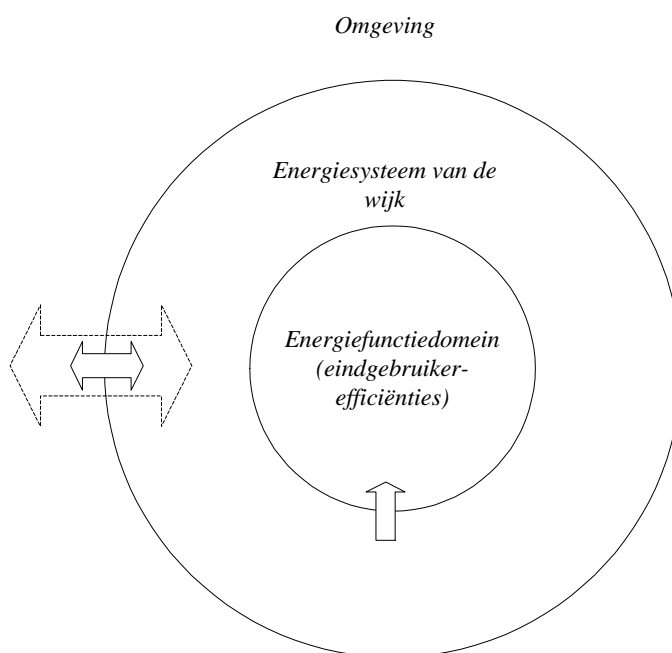 Omgeving
Energiesysteem van de
wijk
Energiefunctiedomein
(eindgebruiker-
efficiënties)